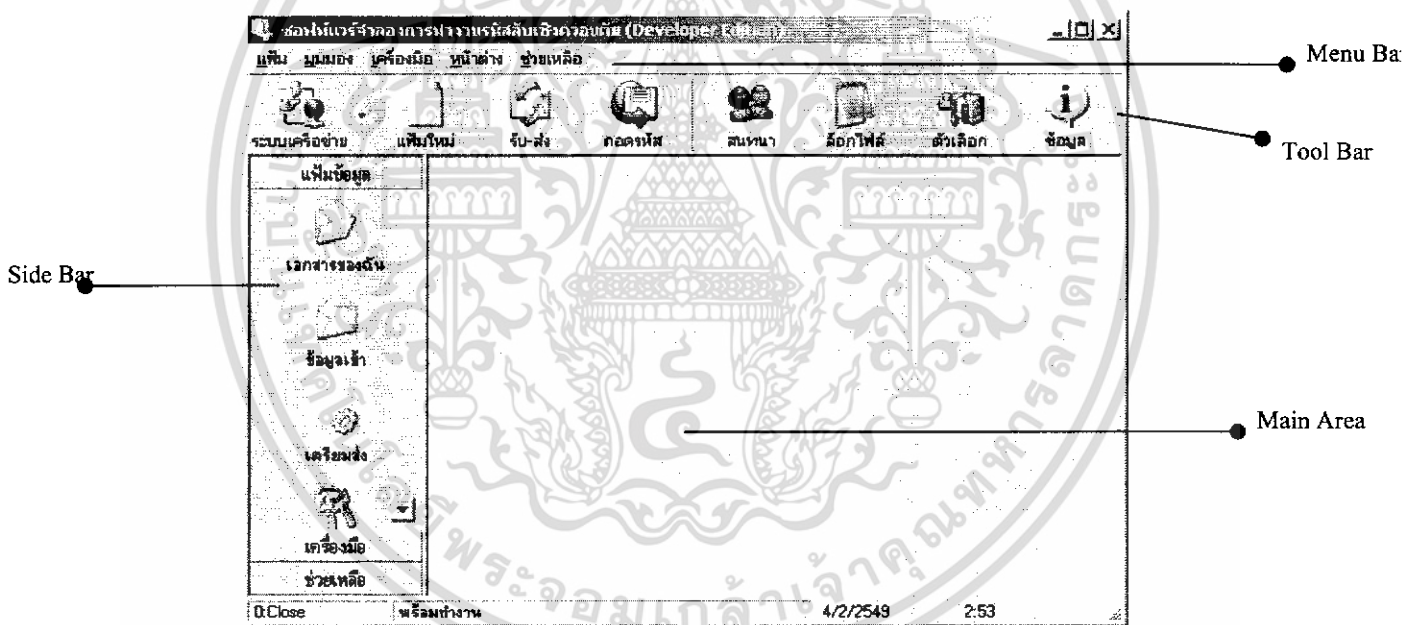 ซอฟท์แวร์จำลองการทำงานรหัสลับเชิงควอนตัม (Developer Edition)
แฟ้ม มุมมอง เครื่องมือ หน้าต่าง ช่วยเหลือ
Menu Ba
ระบบเครือข่าย แฟ้มใหม่ รับ-ส่ง ถอดรหัส สนทนา ล็อกไฟล์ ตัวเลือก ข้อมูล
Tool Bar
แฟ้มข้อมูล
เอกสารของฉัน
Side Bar
ข้อมูลเข้า
Main Area
เตรียมส่ง
เครื่องมือ
ช่วยเหลือ
0:Close พร้อมทำงาน 4/2/2549 2:53